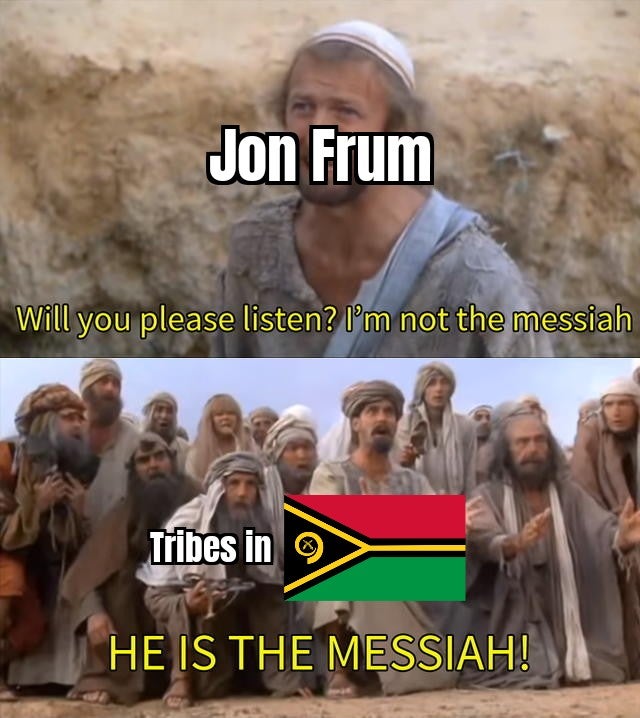 Jon Frum
Will you please listen? I'm not the messiah
Tribes in
HE IS THE MESSIAH!